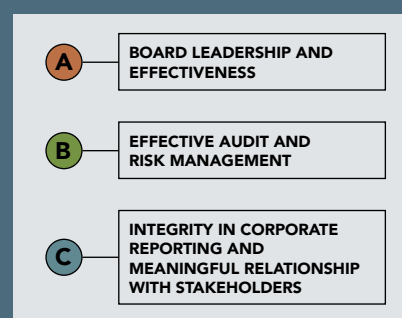 A
BOARD LEADERSHIP AND
EFFECTIVENESS
B
EFFECTIVE AUDIT AND
RISK MANAGEMENT
C
INTEGRITY IN CORPORATE
REPORTING AND
MEANINGFUL RELATIONSHIP
WITH STAKEHOLDERS